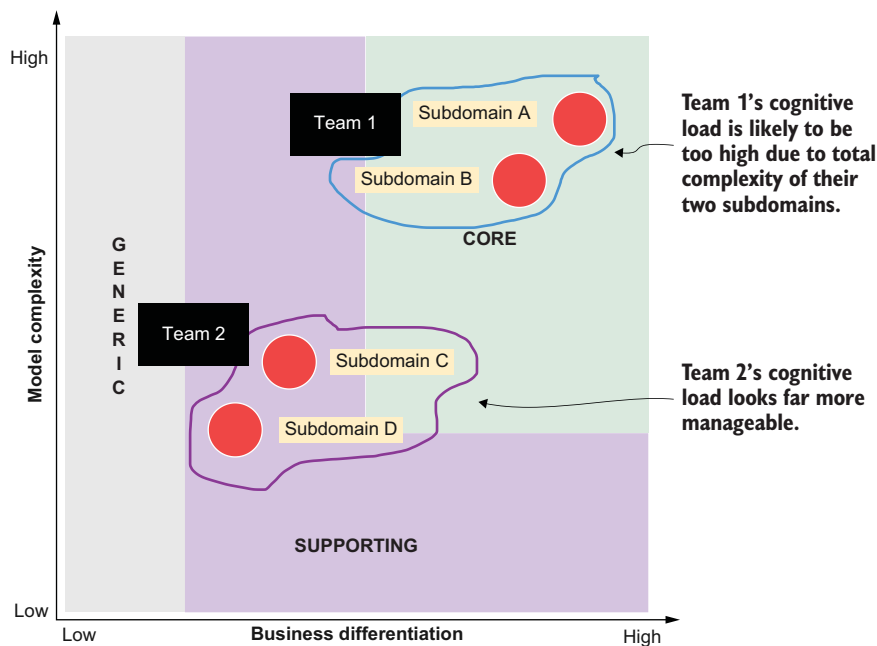 High
Team 1
Subdomain A
Subdomain B
CORE
Team 1’s cognitive
load is likely to be
too high due to total
complexity of their
two subdomains.
GENERIC
Model complexity
Team 2
Subdomain C
Subdomain D
Team 2’s cognitive
load looks far more
manageable.
SUPPORTING
Low
Low
Business differentiation
High